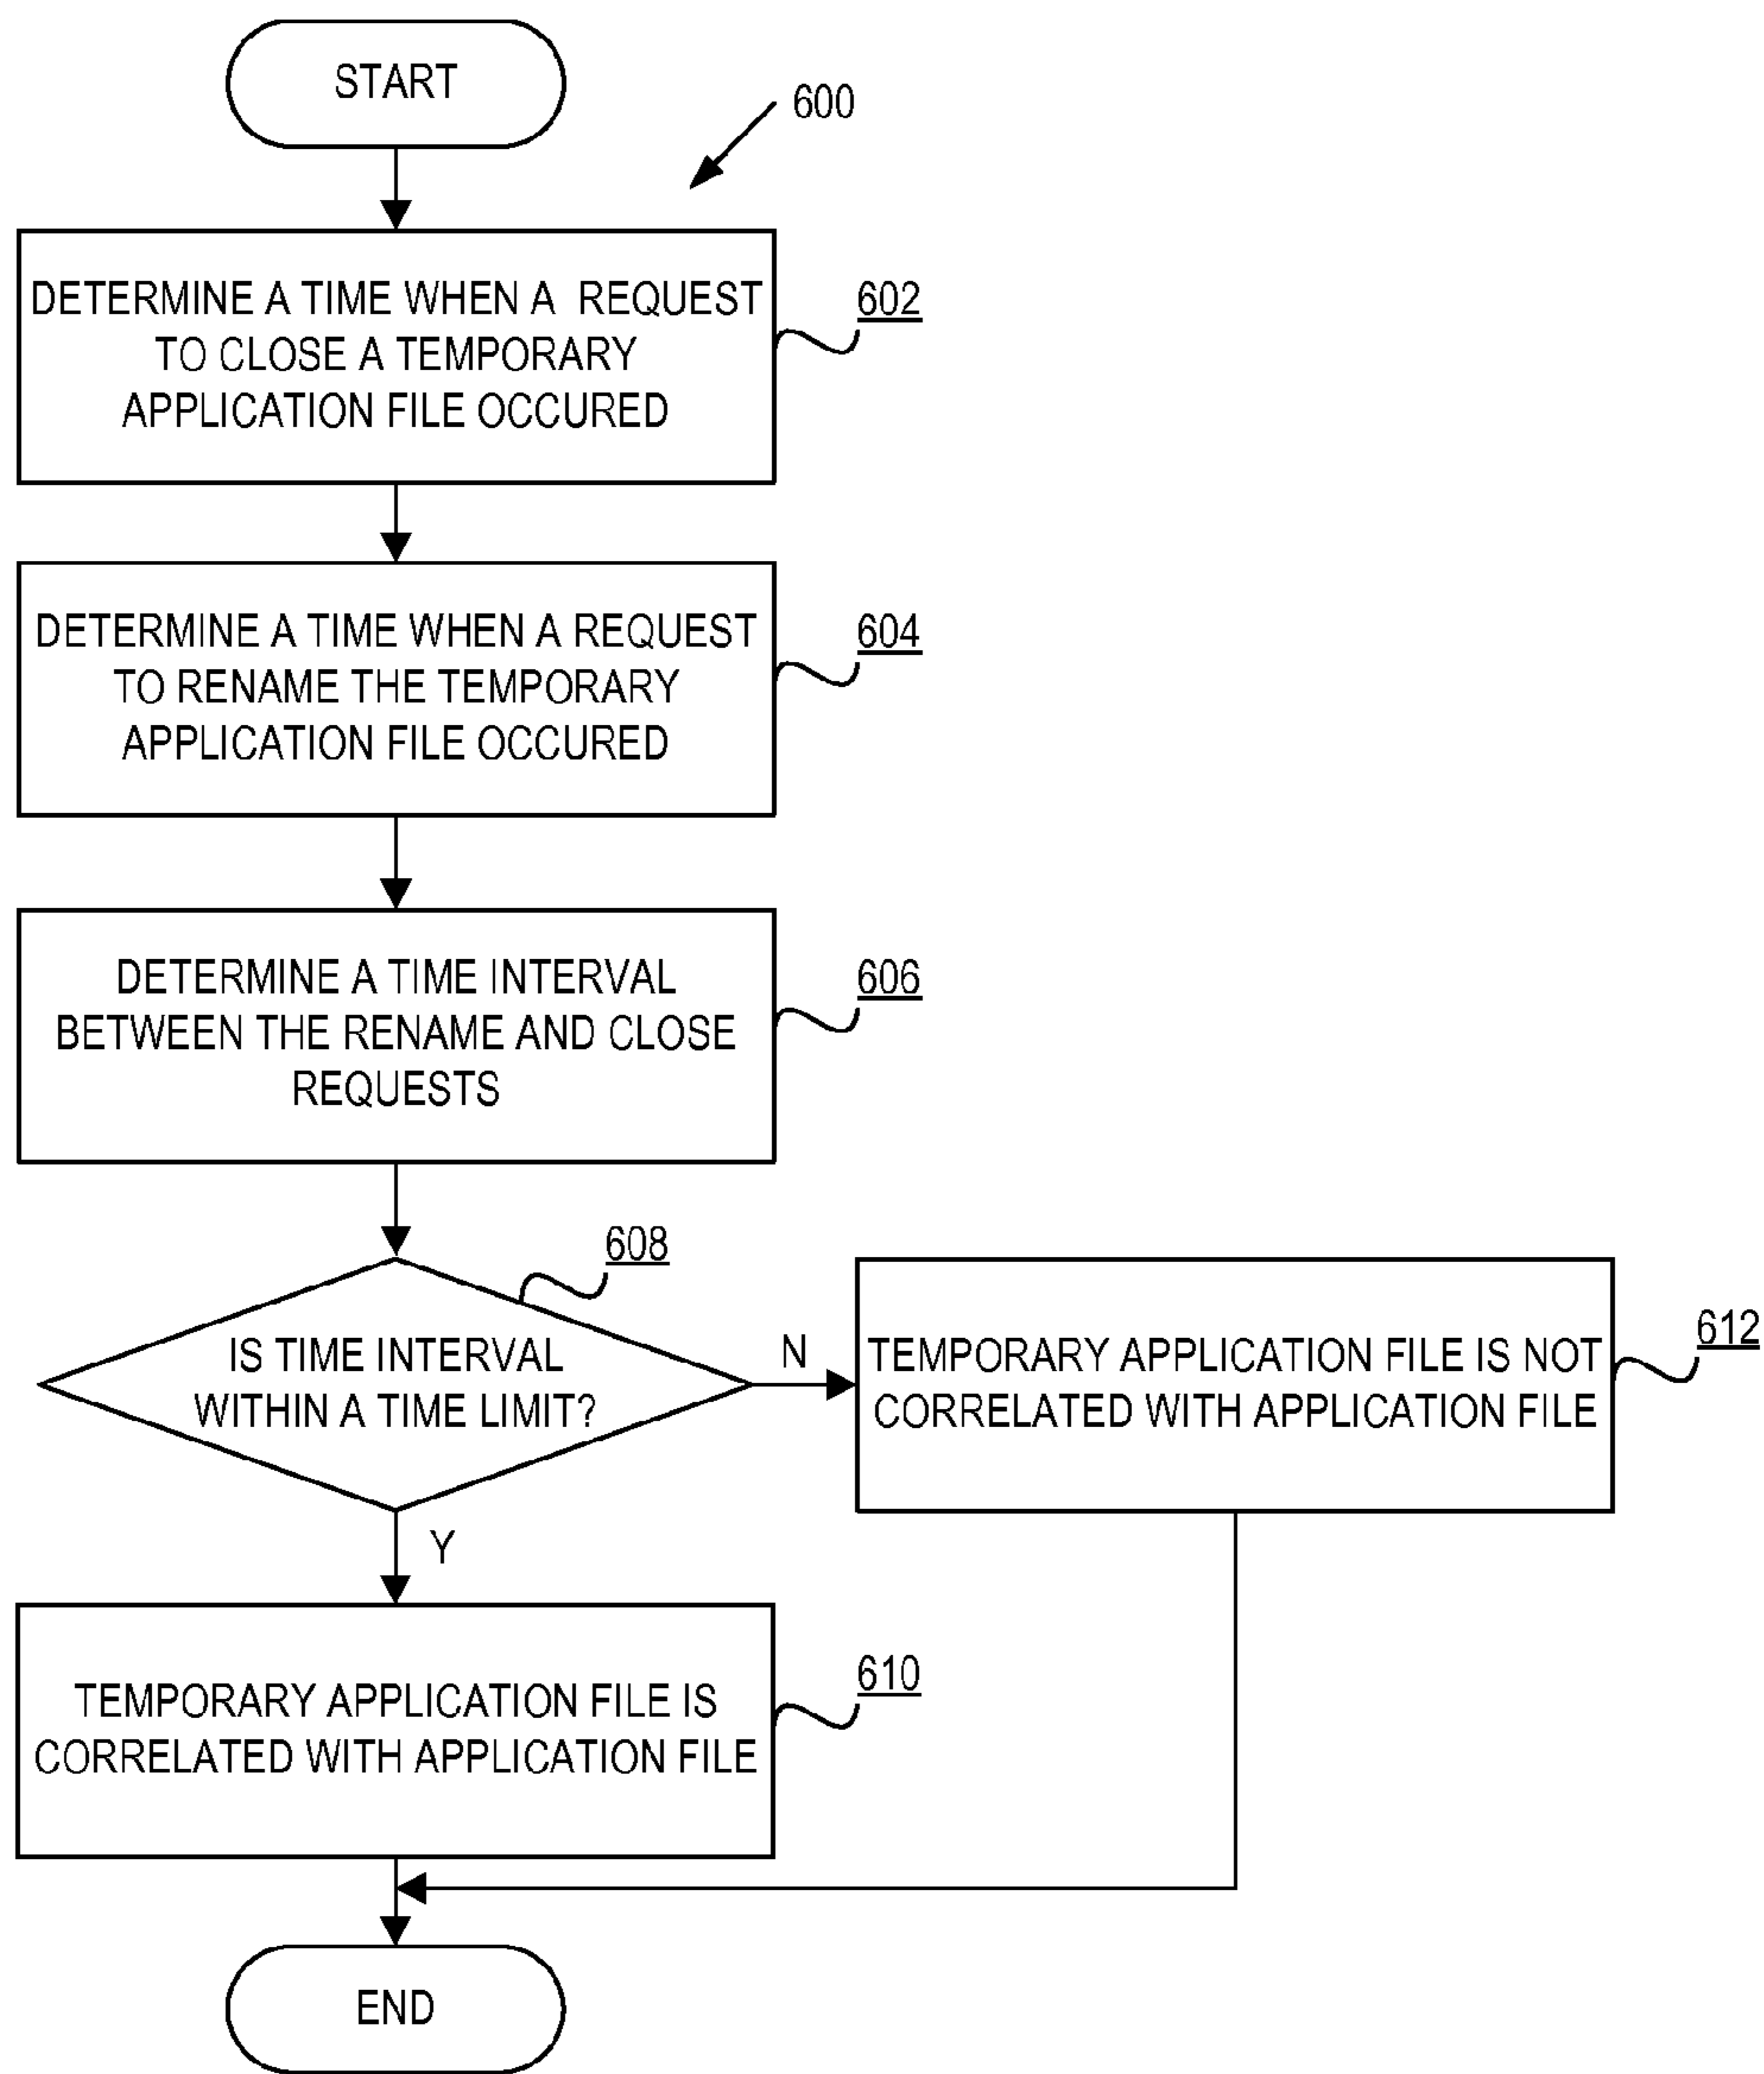 START
600
DETERMINE A TIME WHEN A REQUEST
TO CLOSE A TEMPORARY
APPLICATION FILE OCCURED
602
DETERMINE A TIME WHEN A REQUEST
TO RENAME THE TEMPORARY
APPLICATION FILE OCCURED
604
DETERMINE A TIME INTERVAL
BETWEEN THE RENAME AND CLOSE
REQUESTS
606
608
IS TIME INTERVAL
WITHIN A TIME LIMIT?
N
TEMPORARY APPLICATION FILE IS NOT
CORRELATED WITH APPLICATION FILE
612
Y
TEMPORARY APPLICATION FILE IS
CORRELATED WITH APPLICATION FILE
610
END